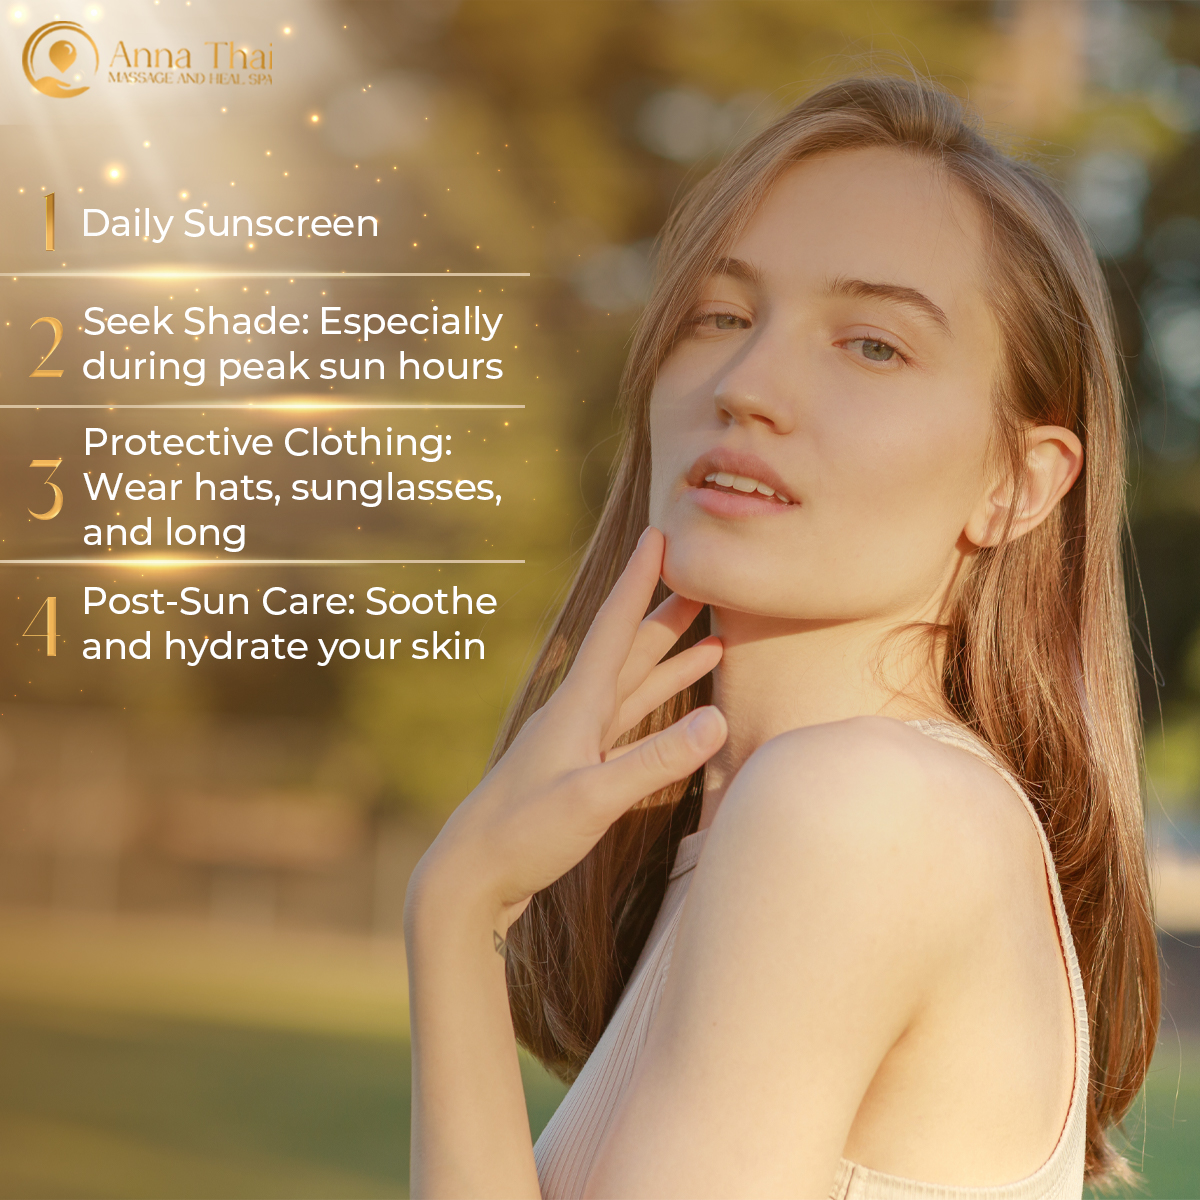 Anna Thai
MASSAGE AND HEAL SPA
1 Daily Sunscreen
2 Seek Shade: Especially
during peak sun hours
3 Protective Clothing:
Wear hats, sunglasses,
and long
4 Post-Sun Care: Soothe
and hydrate your skin